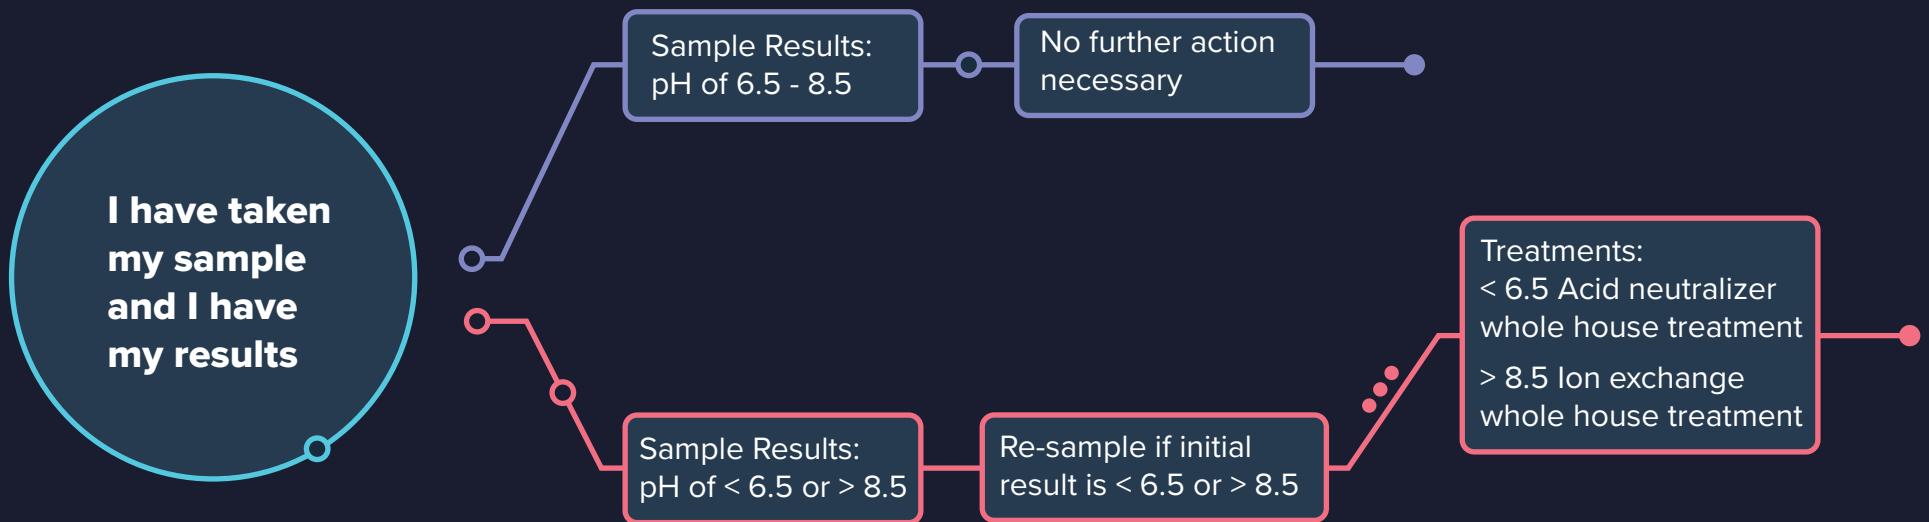 I have taken
my sample
and I have
my results
Sample Results:
pH of 6.5 - 8.5
No further action
necessary
Sample Results:
pH of < 6.5 or > 8.5
Re-sample if initial
result is < 6.5 or > 8.5
Treatments:
< 6.5 Acid neutralizer
whole house treatment
> 8.5 Ion exchange
whole house treatment